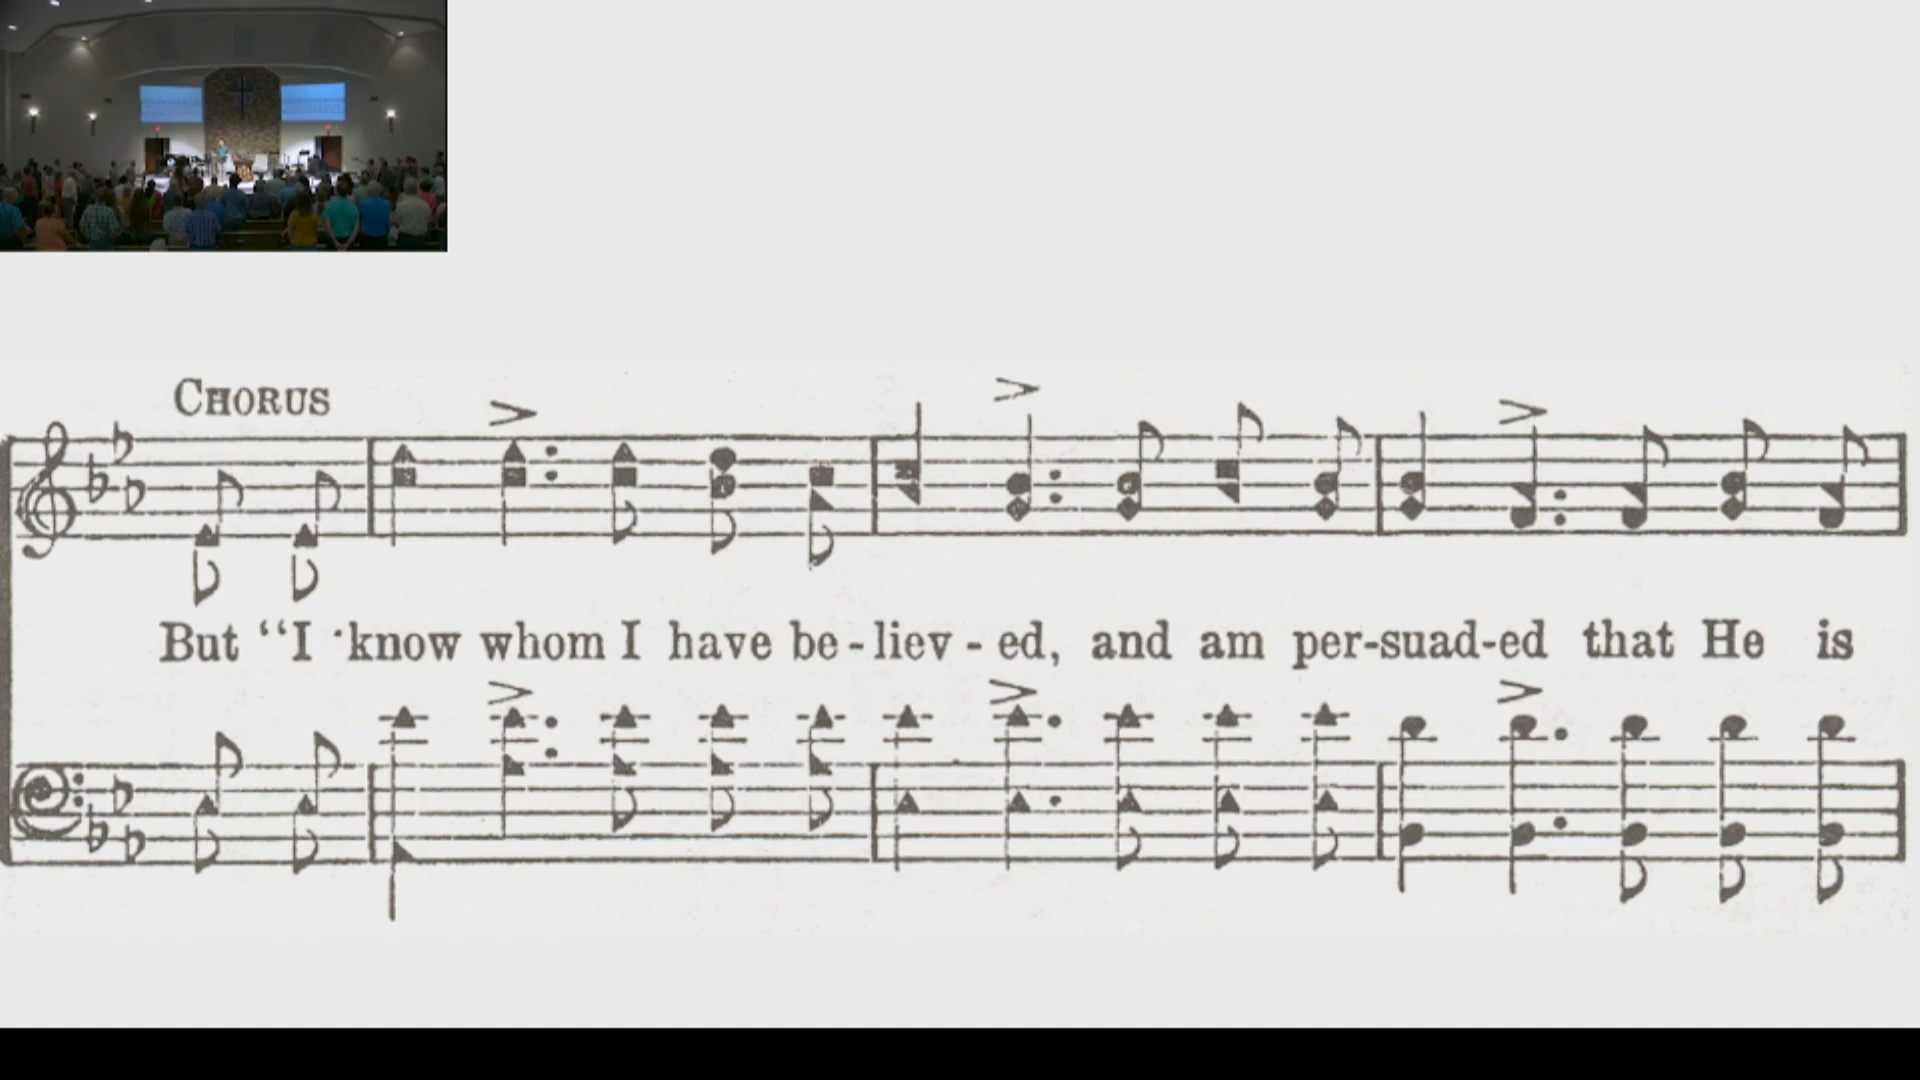 CHORUS
But “I know whom I have be-liev-ed, and am per-suad-ed that He is